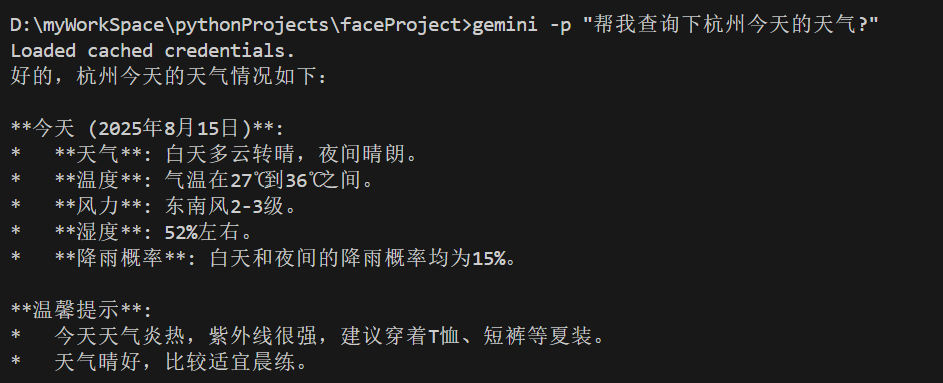 D:\myWorkSpace\pythonProjects\faceProject>gemini -p "帮我查询下杭州今天的天气?"
Loaded cached credentials.
好的，杭州今天的天气情况如下：
**今天 (2025年8月15日)**:
*   **天气**: 白天多云转晴，夜间晴朗。
*   **温度**: 气温在27℃到36℃之间。
*   **风力**: 东南风2-3级。
*   **湿度**: 52%左右。
*   **降雨概率**: 白天和夜间的降雨概率均为15%。
**温馨提示**:
*   今天天气炎热，紫外线很强，建议穿着T恤、短裤等夏装。
*   天气晴好，比较适宜晨练。